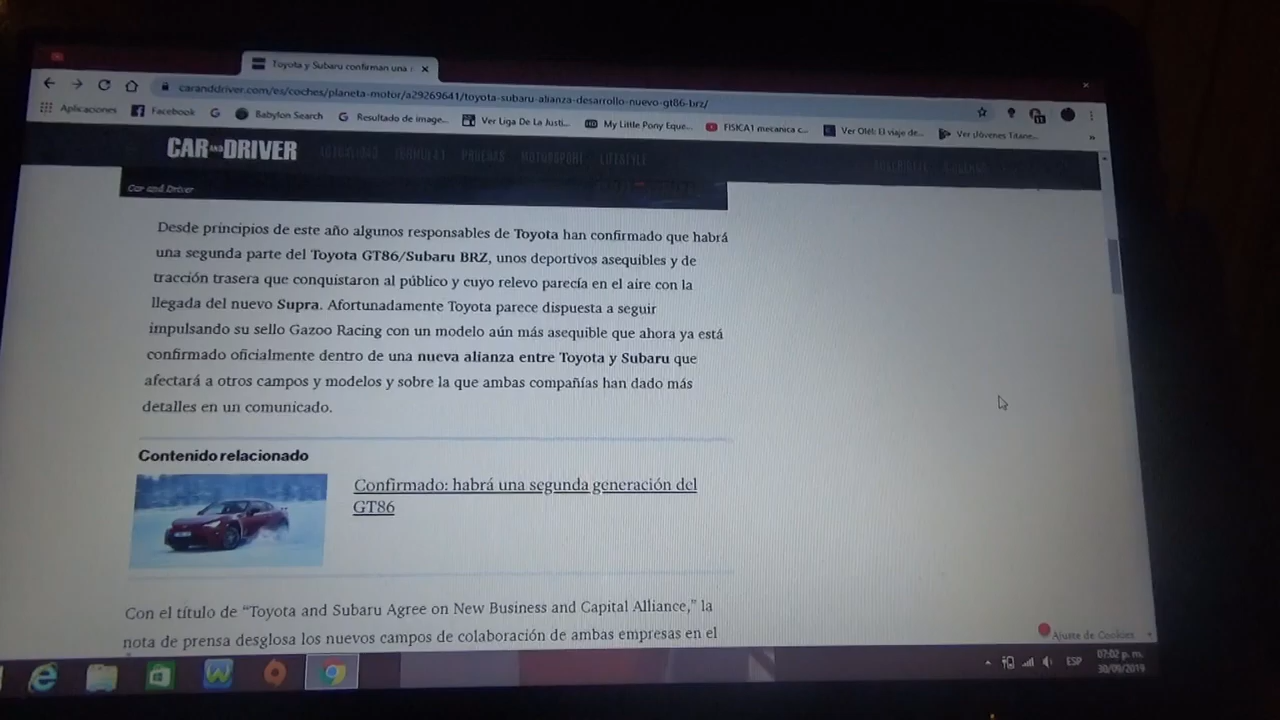 Toyota y Subaru confirman una
caranddriver.com/es/coches/planeta-motor/a29269641/toyota-subaru-alianza-desarrollo-nuevo-gt86-brz/
Aplicaciones Facebook Babylon Search Resultado de image... Ver Liga De La Justi... My Little Pony Eque... FISICA1 mecanica c... Ver Olét: El viaje de... Ver Jóvenes Titane...
CAR AND DRIVER ACTUALIDAD FÓRMULA 1 PRUEBAS MOTORSPORT LIFESTYLE
Car and Driver
Desde principios de este año algunos responsables de Toyota han confirmado que habrá
una segunda parte del Toyota GT86/Subaru BRZ, unos deportivos asequibles y de
tracción trasera que conquistaron al público y cuyo relevo parecía en el aire con la
llegada del nuevo Supra. Afortunadamente Toyota parece dispuesta a seguir
impulsando su sello Gazoo Racing con un modelo aún más asequible que ahora ya está
confirmado oficialmente dentro de una nueva alianza entre Toyota y Subaru que
afectará a otros campos y modelos y sobre la que ambas compañías han dado más
detalles en un comunicado.
Contenido relacionado
Confirmado: habrá una segunda generación del
GT86
Con el título de “Toyota and Subaru Agree on New Business and Capital Alliance,” la
nota de prensa desglosa los nuevos campos de colaboración de ambas empresas en el
Ajuste de Cookies
ESP
07:02 p. m.
30/09/2019